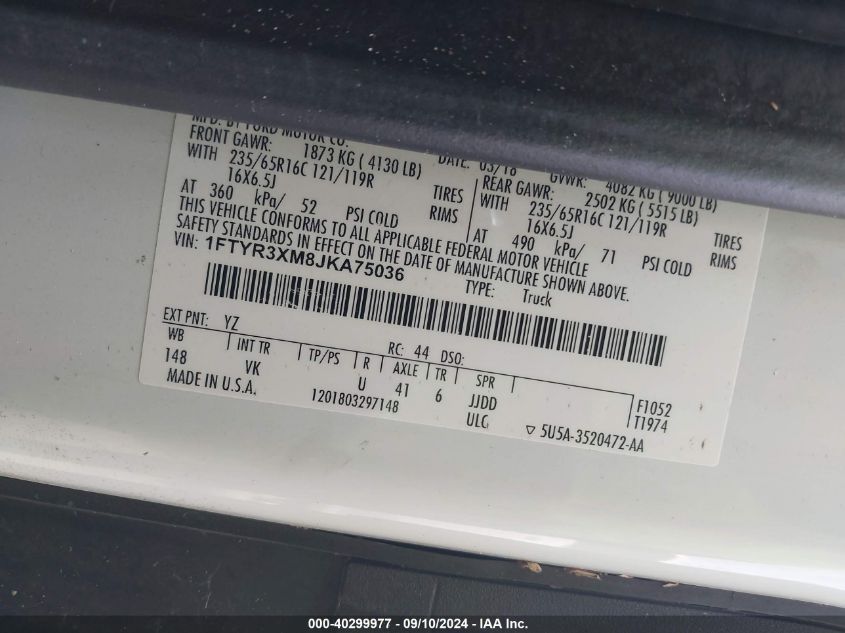 MFD. BY FORD MOTOR CO.
DATE: 03/18 GVWR: 4082 KG ( 9000 LB)
FRONT GAWR: 1873 KG ( 4130 LB) REAR GAWR: 2502 KG ( 5515 LB)
WITH 235/65R16C 121/119R TIRES WITH 235/65R16C 121/119R TIRES
16X6.5J RIMS 16X6.5J RIMS
AT 360 kPa/ 52 PSI COLD AT 490 kPa/ 71 PSI COLD
THIS VEHICLE CONFORMS TO ALL APPLICABLE FEDERAL MOTOR VEHICLE
SAFETY STANDARDS IN EFFECT ON THE DATE OF MANUFACTURE SHOWN ABOVE.
VIN: 1FTYR3XM8JKA75036
TYPE: Truck
EXT PNT: YZ RC: 44 DSO:
WB INT TR TP/PS R AXLE TR SPR
148 VK U 41 6 JJDD F1052
MADE IN U.S.A. 1201803297148 ULG T1974
▽ 5U5A-3520472-AA
000-40299977 - 09/10/2024 - IAA Inc.